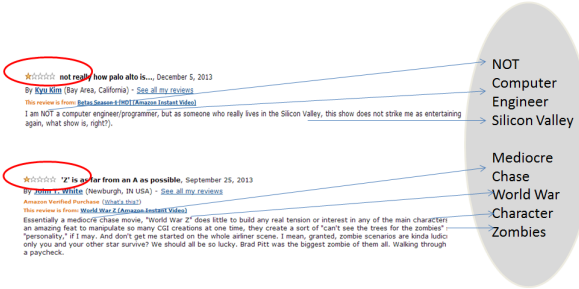 not really how palo alto is..., December 5, 2013
By Kyu Kim (Bay Area, California) - See all my reviews
This review is from: Betas Season 1 [HD] (Amazon Instant Video)
I am NOT a computer engineer/programmer, but as someone who really lives in the Silicon Valley, this show does not strike me as entertaining
again, what show is, right?).
'Z' is as far from an A as possible, September 25, 2013
By John T. White (Newburgh, IN USA) - See all my reviews
Amazon Verified Purchase (What's this?)
This review is from: World War Z (Amazon Instant Video)
Essentially a mediocre chase movie, "World War Z" does little to build any real tension or interest in any of the main characters
an amazing feat to manipulate so many CGI creations at one time, they create a sort of "can't see the trees for the zombies"
"personality," if I may. And don't get me started on the whole airliner scene. I mean, granted, zombie scenarios are kinda
only you and your other star survive? We should all be so lucky. Brad Pitt was the biggest zombie of them all. Walking through
a paycheck.
NOT
Computer
Engineer
Silicon Valley
Mediocre
Chase
World War
Character
Zombies